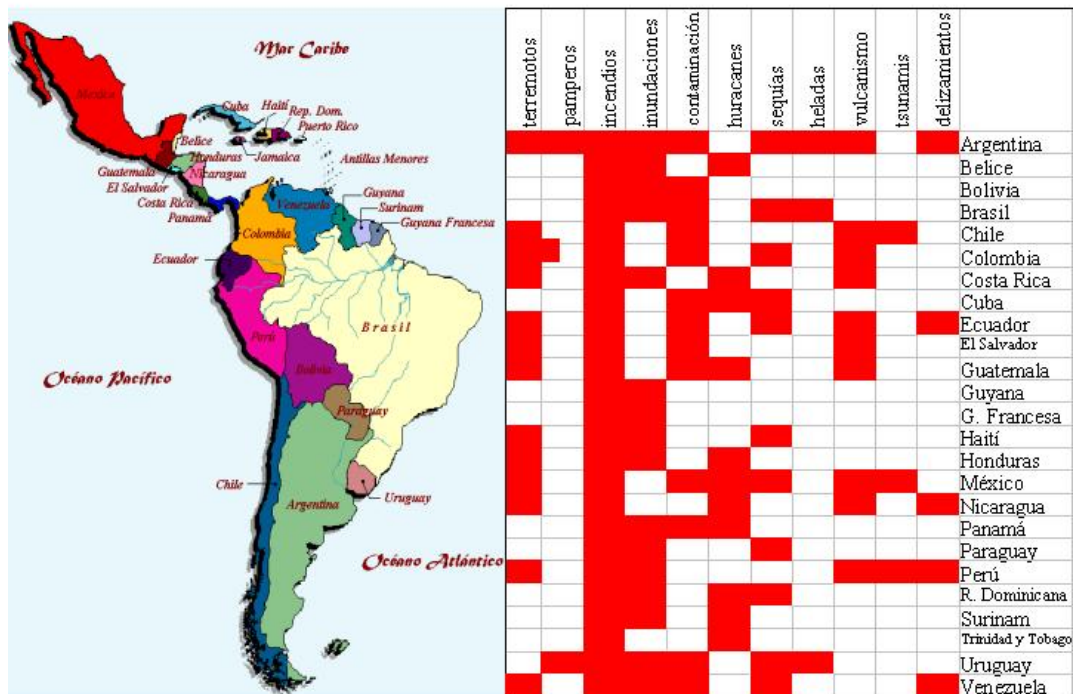 Mar Caribe
México
Cuba
Haití
Rep. Dom.
Puerto Rico
Belice
Honduras
Jamaica
Antillas Menores
Guatemala
Nicaragua
El Salvador
Costa Rica
Panamá
Venezuela
Guyana
Surinam
Guyana Francesa
Colombia
Ecuador
Perú
Brasil
Océano Pacífico
Bolivia
Paraguay
Chile
Argentina
Uruguay
Océano Atlántico
terremotos
pamperos
incendios
inundaciones
contaminación
huracanes
sequías
heladas
vulcanismo
tsunamis
delizamientos
Argentina
Belice
Bolivia
Brasil
Chile
Colombia
Costa Rica
Cuba
Ecuador
El Salvador
Guatemala
Guyana
G. Francesa
Haití
Honduras
México
Nicaragua
Panamá
Paraguay
Perú
R. Dominicana
Surinam
Trinidad y Tobago
Uruguay
Venezuela